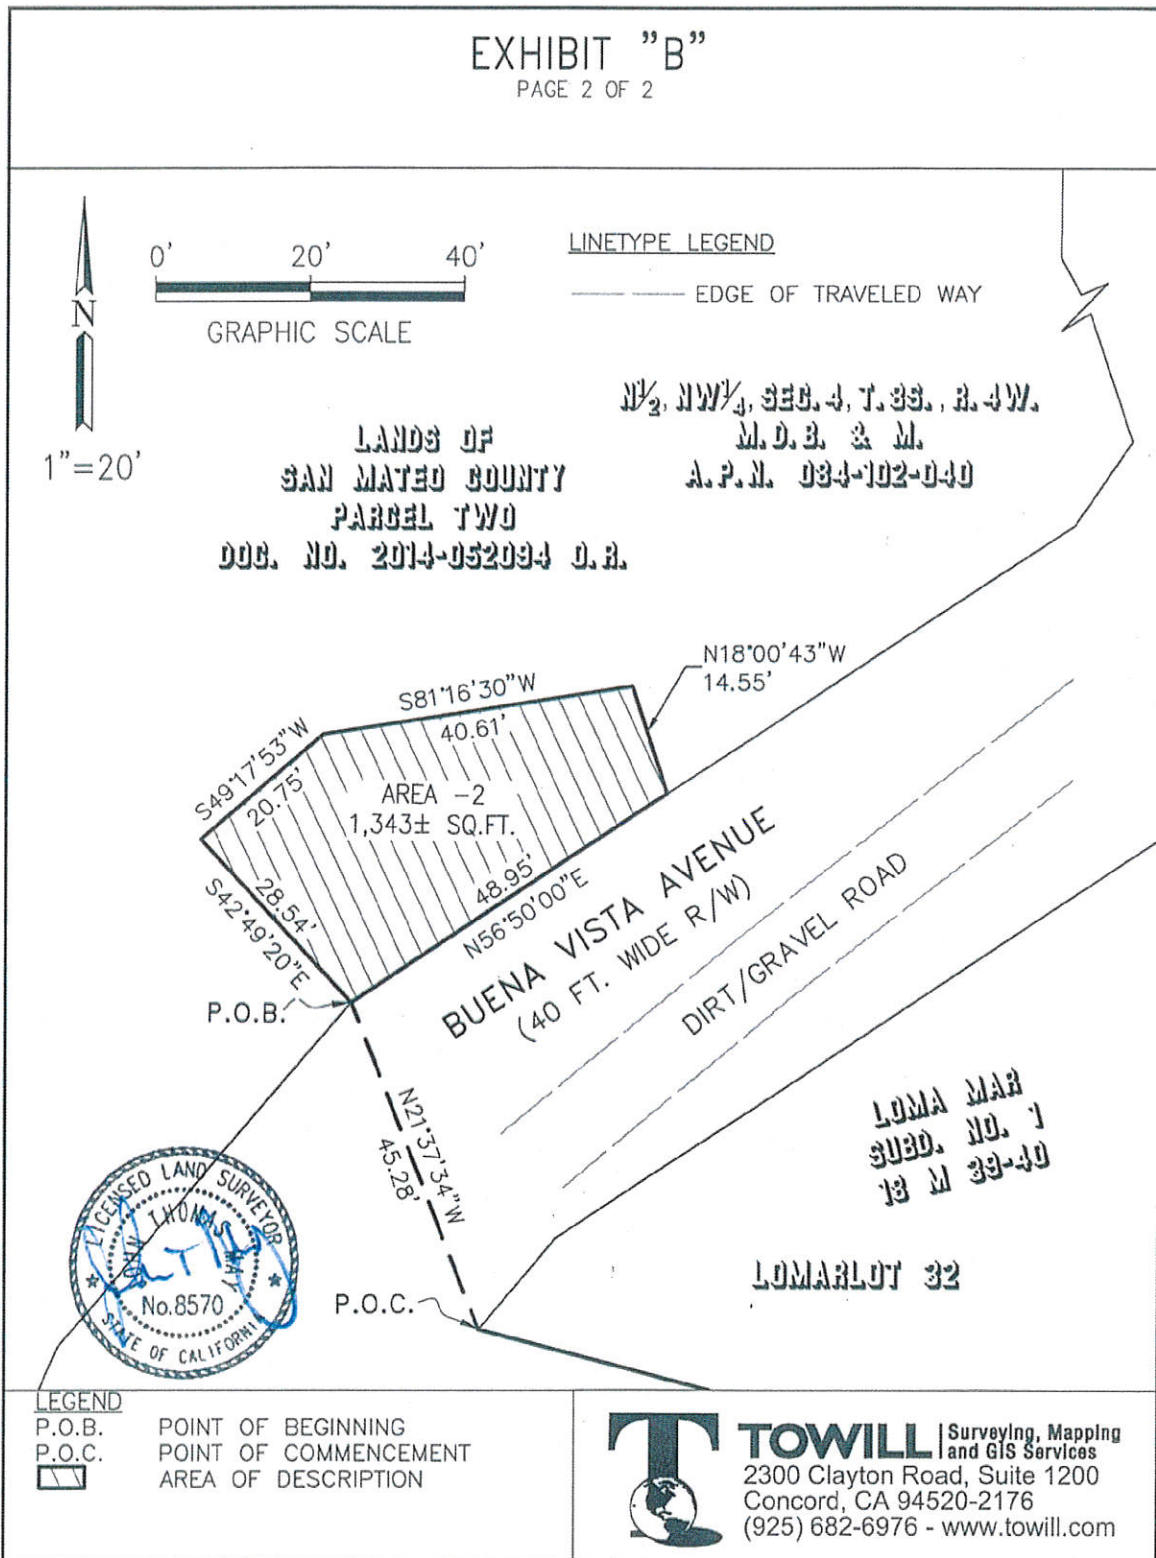 EXHIBIT "B"
PAGE 2 OF 2
0' 20' 40'
GRAPHIC SCALE
N
1"=20'
LINETYPE LEGEND
EDGE OF TRAVELED WAY
LANDS OF
SAN MATEO COUNTY
PARCEL TWO
DOC. NO. 2014-052094 O.R.
N½, NW¼, SEC. 4, T. 8S., R. 4W.
M.D.B. & M.
A.P.N. 084-102-040
N18°00'43"W
14.55'
S81°16'30"W
40.61'
S49°17'53"W
20.75'
AREA -2
1,343± SQ.FT.
28.54'
S42°49'20"E
48.95'
N56°50'00"E
P.O.B.
BUENA VISTA AVENUE
(40 FT. WIDE R/W)
DIRT/GRAVEL ROAD
N21°37'34"W
45.28'
P.O.C.
LOMA MAR
SUBD. NO. 1
18 M 39-40
LOMARLOT 32
LICENSED LAND SURVEYOR
JOHN THOMAS MAY
No.8570
STATE OF CALIFORNIA
LEGEND
P.O.B. POINT OF BEGINNING
P.O.C. POINT OF COMMENCEMENT
AREA OF DESCRIPTION
T
TOWILL
Surveying, Mapping
and GIS Services
2300 Clayton Road, Suite 1200
Concord, CA 94520-2176
(925) 682-6976 - www.towill.com